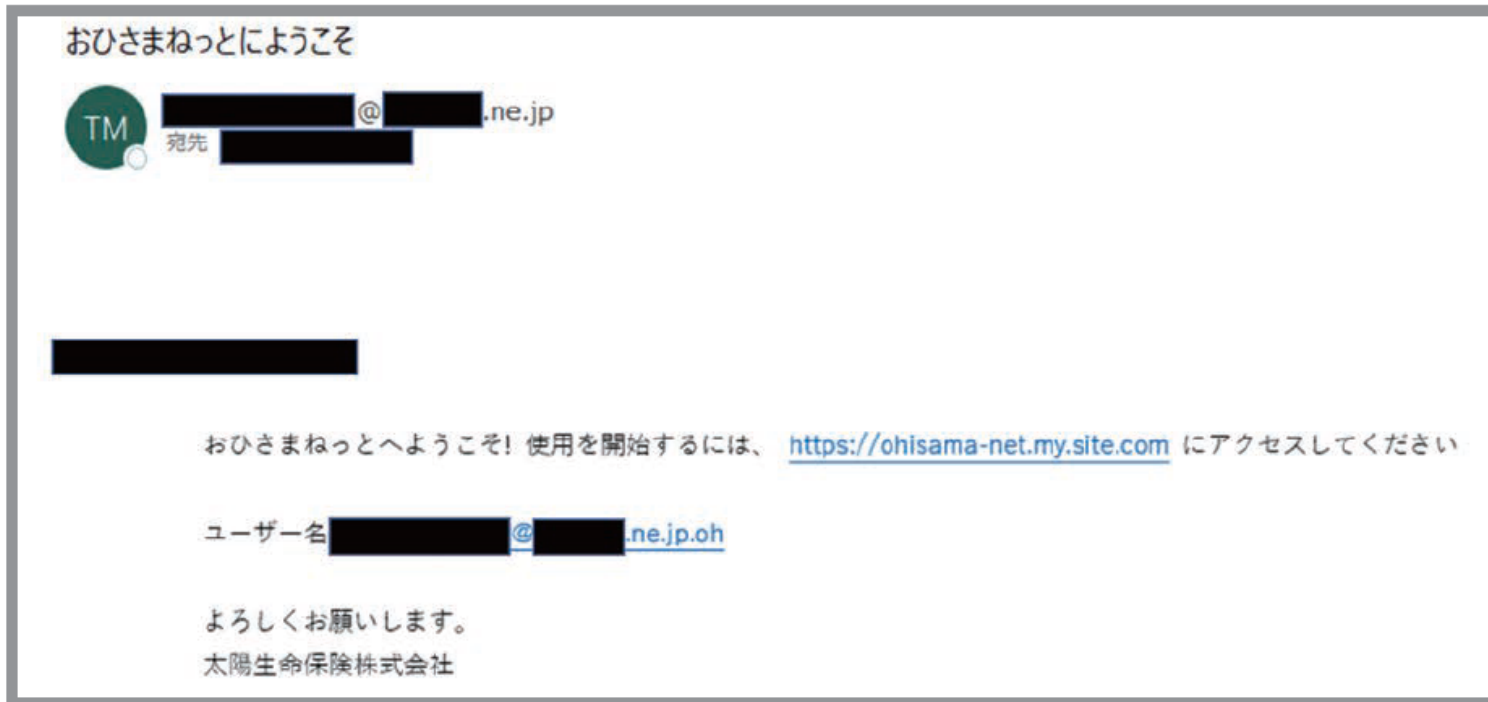 おひさまねっとにようこそ
TM
@ .ne.jp
宛先
おひさまねっとへようこそ! 使用を開始するには、 https://ohisama-net.my.site.com にアクセスしてください
ユーザー名 @ .ne.jp.oh
よろしくお願いします。
太陽生命保険株式会社